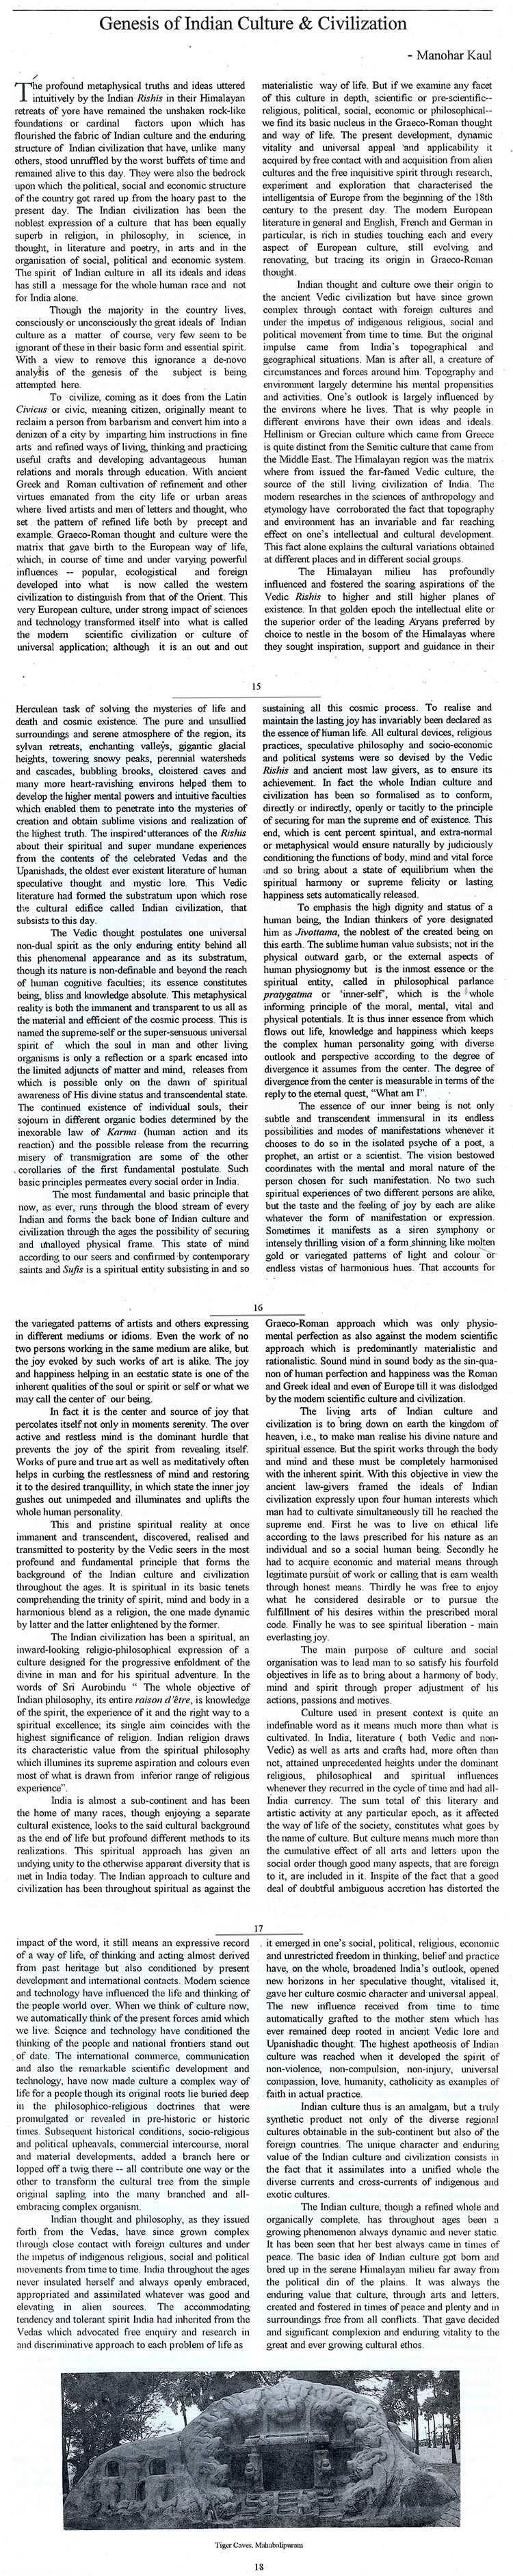 Genesis of Indian Culture & Civilization
- Manohar Kaul
The profound metaphysical truths and ideas uttered
intuitively by the Indian Rishis in their Himalayan
retreats of yore have remained the unshaken rock-like
foundations or cardinal factors upon which has
flourished the fabric of Indian culture and the enduring
structure of Indian civilization that have, unlike many
others, stood unruffled by the worst buffets of time and
remained alive to this day. They were also the bedrock
upon which the political, social and economic structure
of the country got rared up from the hoary past to the
present day. The Indian civilization has been the
noblest expression of a culture that has been equally
superb in religion, in philosophy, in science, in
thought, in literature and poetry, in arts and in the
organisation of social, political and economic system.
The spirit of Indian culture in all its ideals and ideas
has still a message for the whole human race and not
for India alone.
Though the majority in the country lives,
consciously or unconsciously the great ideals of Indian
culture as a matter of course, very few seem to be
ignorant of these in their basic form and essential spirit.
With a view to remove this ignorance a de-novo
analysis of the genesis of the subject is being
attempted here.
To civilize, coming as it does from the Latin
Civicus or civic, meaning citizen, originally meant to
reclaim a person from barbarism and convert him into a
denizen of a city by imparting him instructions in fine
arts and refined ways of living, thinking and practicing
useful crafts and developing advantageous human
relations and morals through education. With ancient
Greek and Roman cultivation of refinement and other
virtues emanated from the city life or urban areas
where lived artists and men of letters and thought, who
set the pattern of refined life both by precept and
example. Graeco-Roman thought and culture were the
matrix that gave birth to the European way of life,
which, in course of time and under varying powerful
influences -- popular, ecological and foreign
developed into what is now called the western
civilization to distinguish from that of the Orient. This
very European culture, under strong impact of sciences
and technology transformed itself into what is called
the modern scientific civilization or culture of
universal application; although it is an out and out
materialistic way of life. But if we examine any facet
of this culture in depth, scientific or pre-scientific--
religious, political, social, economic or philosophical--
we find its basic nucleus in the Graeco-Roman thought
and way of life. The present development, dynamic
vitality and universal appeal and applicability it
acquired by free contact with and acquisition from alien
cultures and the free inquisitive spirit through research,
experiment and exploration that characterised the
intelligentsia of Europe from the beginning of the 18th
century to the present day. The modern European
literature in general and English, French and German in
particular, is rich in studies touching each and every
aspect of European culture, still evolving and
renovating, but tracing its origin in Graeco-Roman
thought.
Indian thought and culture owe their origin to
the ancient Vedic civilization but have since grown
complex through contact with foreign cultures and
under the impetus of indigenous religious, social and
political movement from time to time. But the original
impulse came from India's topographical and
geographical situations. Man is after all, a creature of
circumstances and forces around him. Topography and
environment largely determine his mental propensities
and activities. One's outlook is largely influenced by
the environs where he lives. That is why people in
different environs have their own ideas and ideals.
Hellinism or Grecian culture which came from Greece
is quite distinct from the Semitic culture that came from
Middle East. The Himalayan region was the matrix
where from issued the far-famed Vedic culture, the
source of the still living civilization of India. The
modern researches in the sciences of anthropology and
etymology have corroborated the fact that topography
and environment has an invariable and far reaching
effect on one's intellectual and cultural development.
This fact alone explains the cultural variations obtained
at different places and in different social groups.
The Himalayan milieu has profoundly
influenced and fostered the soaring aspirations of the
Vedic Rishis to higher and still higher planes of
existence. In that golden epoch the intellectual elite or
the superior order of the leading Aryans preferred by
choice to nestle in the bosom of the Himalayas where
they sought inspiration, support and guidance in their
15
Herculean task of solving the mysteries of life and
death and cosmic existence. The pure and unsullied
surroundings and serene atmosphere of the region, its
sylvan retreats, enchanting valleys, gigantic glacial
heights, towering snowy peaks, perennial watersheds
and cascades, bubbling brooks, cloistered caves and
many more heart-ravishing environs helped them to
develop the higher mental powers and intuitive faculties
which enabled them to penetrate into the mysteries of
creation and obtain sublime visions and realization of
the highest truth. The inspired utterances of the Rishis
about their spiritual and super mundane experiences
from the contents of the celebrated Vedas and the
Upanishads, the oldest ever existent literature of human
speculative thought and mystic lore. This Vedic
literature had formed the substratum upon which rose
the cultural edifice called Indian civilization, that
subsists to this day.
The Vedic thought postulates one universal
non-dual spirit as the only enduring entity behind all
this phenomenal appearance and as its substratum,
though its nature is non-definable and beyond the reach
of human cognitive faculties; its essence constitutes
being, bliss and knowledge absolute. This metaphysical
reality is both the immanent and transparent to us all as
the material and efficient of the cosmic process. This is
named the supreme-self or the super-sensuous universal
spirit of which the soul in man and other living
organisms is only a reflection or a spark encased into
the limited adjuncts of matter and mind, releases from
which is possible only on the dawn of spiritual
awareness of His divine status and transcendental state.
The continued existence of individual souls, their
sojourn in different organic bodies determined by the
inexorable law of Karma (human action and its
reaction) and the possible release from the recurring
misery of transmigration are some of the other
corollaries of the first fundamental postulate. Such
basic principles permeates every social order in India.
The most fundamental and basic principle that
now, as ever, runs through the blood stream of every
Indian and forms the back bone of Indian culture and
civilization through the ages the possibility of securing
and unalloyed physical frame. This state of mind
according to our seers and confirmed by contemporary
saints and Sufis is a spiritual entity subsisting in and so
sustaining all this cosmic process. To realise and
maintain the lasting joy has invariably been declared as
the essence of Human life. All cultural devices, religious
practices, speculative philosophy and socio-economic
and political systems were so devised by the Vedic
Rishis and ancient most law givers, as to ensure its
achievement. In fact the whole Indian culture and
civilization has been so formalised as to conform,
directly or indirectly, openly or tacitly to the principle
of securing for man the supreme end of existence. This
end, which is cent percent spiritual, and extra-normal
or metaphysical would ensure naturally by judiciously
conditioning the functions of body, mind and vital force
and so bring about a state of equilibrium when the
spiritual harmony or supreme felicity or lasting
happiness sets automatically released.
To emphasise the high dignity and status of a
human being, the Indian thinkers of yore designated
him as Jivottama, the noblest of the created being on
this earth. The sublime human value subsists; not in the
physical outward garb, or the external aspects of
human physiognomy but is the inmost essence or the
spiritual entity, called in philosophical parlance
pratygatma or 'inner-self', which is the whole
informing principle of the moral, mental, vital and
physical potentials. It is thus inner essence from which
flows out life, knowledge and happiness which keeps
the complex human personality going with diverse
outlook and perspective according to the degree of
divergence it assumes from the center. The degree of
divergence from the center is measurable in terms of the
reply to the eternal quest, "What am I".
The essence of our inner being is not only
subtle and transcendent immensural in its endless
possibilities and modes of manifestations whenever it
chooses to do so in the isolated psyche of a poet, a
prophet, an artist or a scientist. The vision bestowed
coordinates with the mental and moral nature of the
person chosen for such manifestation. No two such
spiritual experiences of two different persons are alike,
but the taste and the feeling of joy by each are alike
whatever the form of manifestation or expression.
Sometimes it manifests as a siren symphony or
intensely thrilling vision of a form shinning like molten
gold or variegated patterns of light and colour or
endless vistas of harmonious hues. That accounts for
16
the variegated patterns of artists and others expressing
in different mediums or idioms. Even the work of no
two persons working in the same medium are alike, but
the joy evoked by such works of art is alike. The joy
and happiness helping in an ecstatic state is one of the
inherent qualities of the soul or spirit or self or what we
may call the center of our being.
In fact it is the center and source of joy that
percolates itself not only in moments serenity. The over
active and restless mind is the dominant hurdle that
prevents the joy of the spirit from revealing itself.
Works of pure and true art as well as meditatively often
helps in curbing the restlessness of mind and restoring
it to the desired tranquillity, in which state the inner joy
gushes out unimpeded and illuminates and uplifts the
whole human personality.
This and pristine spiritual reality at once
immanent and transcendent, discovered, realised and
transmitted to posterity by the Vedic seers in the most
profound and fundamental principle that forms the
background of the Indian culture and civilization
throughout the ages. It is spiritual in its basic tenets
comprehending the trinity of spirit, mind and body in a
harmonious blend as a religion, the one made dynamic
by latter and the latter enlightened by the former.
The Indian civilization has been a spiritual, an
inward-looking religio-philosophical expression of a
culture designed for the progressive enfoldment of the
divine in man and for his spiritual adventure. In the
words of Sri Aurobindu " The whole objective of
Indian philosophy, its entire raison d'être, is knowledge
of the spirit, the experience of it and the right way to a
spiritual excellence; its single aim coincides with the
highest significance of religion. Indian religion draws
its characteristic value from the spiritual philosophy
which illumines its supreme aspiration and colours even
most of what is drawn from inferior range of religious
experience".
India is almost a sub-continent and has been
the home of many races, though enjoying a separate
cultural existence, looks to the said cultural background
as the end of life but profound different methods to its
realizations. This spiritual approach has given an
undying unity to the otherwise apparent diversity that is
met in India today. The Indian approach to culture and
civilization has been throughout spiritual as against the
Graeco-Roman approach which was only physio-
mental perfection as also against the modern scientific
approach which is predominantly materialistic and
rationalistic. Sound mind in sound body as the sin-qua-
non of human perfection and happiness was the Roman
and Greek ideal and even of Europe till it was dislodged
by the modern scientific culture and civilization.
The living arts of Indian culture and
civilization is to bring down on earth the kingdom of
heaven, i.e., to make man realise his divine nature and
spiritual essence. But the spirit works through the body
and mind and these must be completely harmonised
with the inherent spirit. With this objective in view the
ancient law-givers framed the ideals of Indian
civilization expressly upon four human interests which
man had to cultivate simultaneously till he reached the
supreme end. First he was to live on ethical life
according to the laws prescribed for his nature as an
individual and so a social human being. Secondly he
had to acquire economic and material means through
legitimate pursuit of work or calling that is earn wealth
through honest means. Thirdly he was free to enjoy
what he considered desirable or to pursue the
fulfillment of his desires within the prescribed moral
code. Finally he was to see spiritual liberation - main
everlasting joy.
The main purpose of culture and social
organisation was to lead man to so satisfy his fourfold
objectives in life as to bring about a harmony of body,
mind and spirit through proper adjustment of his
actions, passions and motives.
Culture used in present context is quite an
indefinable word as it means much more than what is
cultivated. In India, literature ( both Vedic and non-
Vedic) as well as arts and crafts had, more often than
not, attained unprecedented heights under the dominant
religious, philosophical and spiritual influences
whenever they recurred in the cycle of time and had all-
India currency. The sum total of this literary and
artistic activity at any particular epoch, as it affected
the way of life of the society, constitutes what goes by
the name of culture. But culture means much more than
the cumulative effect of all arts and letters upon the
social order though good many aspects, that are foreign
to it, are included in it. Inspite of the fact that a good
deal of doubtful ambiguous accretion has distorted the
17
impact of the word, it still means an expressive record
of a way of life, of thinking and acting almost derived
from past heritage but also conditioned by present
development and international contacts. Modern science
and technology have influenced the life and thinking of
the people world over. When we think of culture now,
we automatically think of the present forces amid which
we live. Science and technology have conditioned the
thinking of the people and national frontiers stand out
of date. The international commerce, communication
and also the remarkable scientific development and
technology, have now made culture a complex way of
life for a people though its original roots lie buried deep
in the philosophico-religious doctrines that were
promulgated or revealed in pre-historic or historic
times. Subsequent historical conditions, socio-religious
and political upheavals, commercial intercourse, moral
and material developments, added a branch here or
lopped off a twig there -- all contribute one way or the
other to transform the cultural tree from the simple
original sapling into the many branched and all-
embracing complex organism.
Indian thought and philosophy, as they issued
forth from the Vedas, have since grown complex
through close contact with foreign cultures and under
the impetus of indigenous religious, social and political
movements from time to time. India throughout the ages
never insulated herself and always openly embraced,
appropriated and assimilated whatever was good and
elevating in alien sources. The accommodating
tendency and tolerant spirit India had inherited from the
Vedas which advocated free enquiry and research in
and discriminative approach to each problem of life as
it emerged in one's social, political, religious, economic
and unrestricted freedom in thinking, belief and practice
have, on the whole, broadened India's outlook, opened
new horizons in her speculative thought, vitalised it,
gave her culture cosmic character and universal appeal.
The new influence received from time to time
automatically grafted to the mother stem which has
ever remained deep rooted in ancient Vedic lore and
Upanishadic thought. The highest apotheosis of Indian
culture was reached when it developed the spirit of
non-violence, non-compulsion, non-injury, universal
compassion, love, humanity, catholicity as examples of
faith in actual practice.
Indian culture thus is an amalgam, but a truly
synthetic product not only of the diverse regional
cultures obtainable in the sub-continent but also of the
foreign countries. The unique character and enduring
value of the Indian culture and civilization consists in
the fact that it assimilates into a unified whole the
diverse currents and cross-currents of indigenous and
exotic cultures.
The Indian culture, though a refined whole and
organically complete, has throughout ages been a
growing phenomenon always dynamic and never static.
It has been seen that her best always came in times of
peace. The basic idea of Indian culture got born and
bred up in the serene Himalayan milieu far away from
the political din of the plains. It was always the
enduring value that culture, through arts and letters,
created and fostered in times of peace and plenty and in
surroundings free from all conflicts. That gave decided
and significant complexion and enduring vitality to the
great and ever growing cultural ethos.
Tiger Caves, Mahabalipuram
18